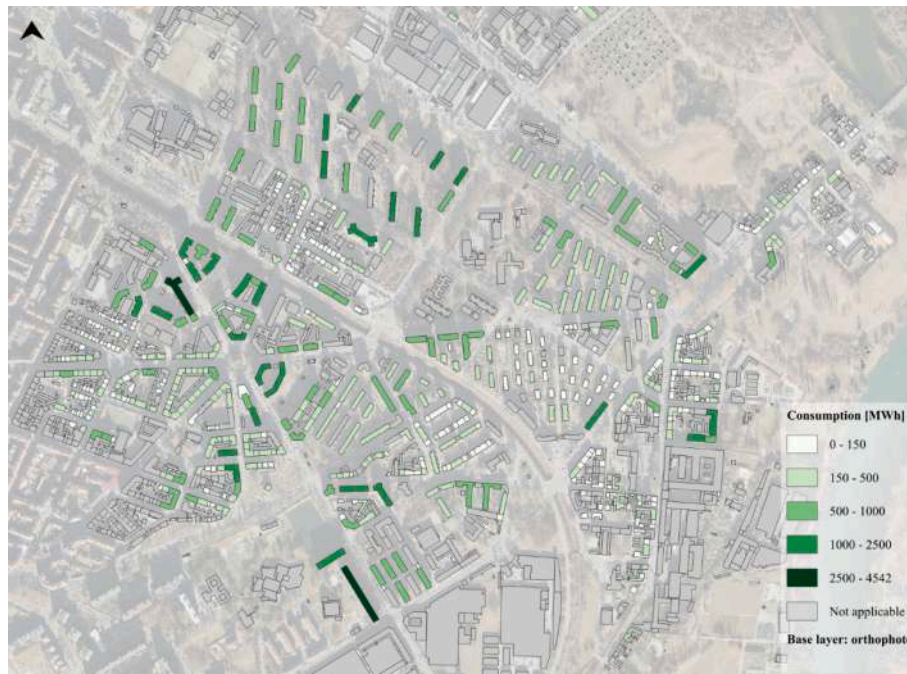 Consumption [MWh]
0 - 150
150 - 500
500 - 1000
1000 - 2500
2500 - 4542
Not applicable
Base layer: orthophoto